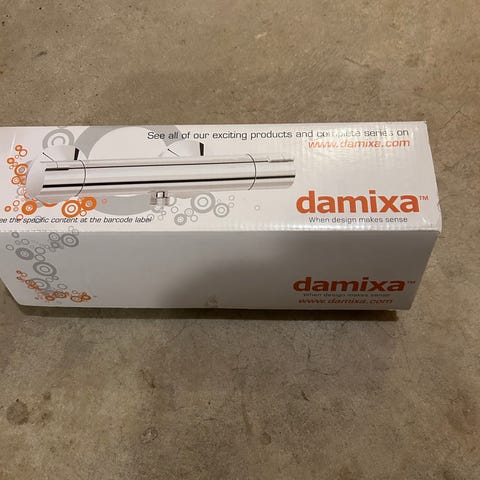 See all of our exciting products and complete series on
www.damixa.com
damixa™
When design makes sense
ee the specific content at the barcode label
damixa™
When design makes sense
www.damixa.com